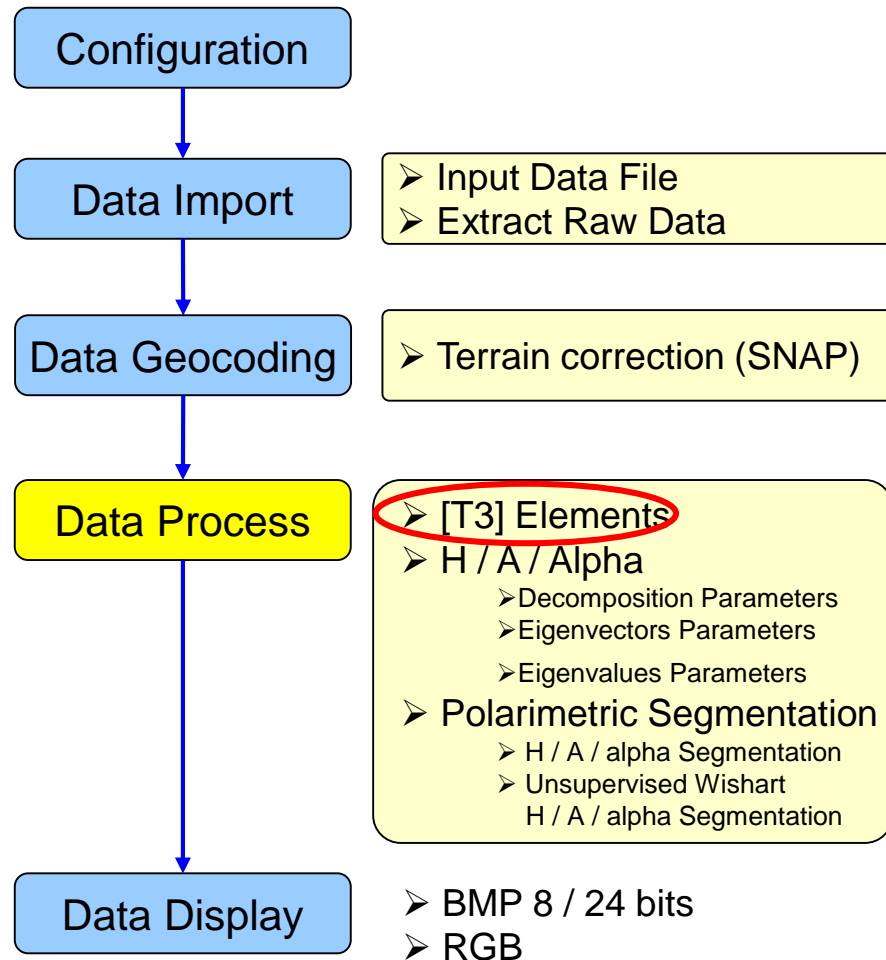 Configuration
Data Import
➢ Input Data File
➢ Extract Raw Data
Data Geocoding
➢ Terrain correction (SNAP)
Data Process
➢ [T3] Elements
➢ H / A / Alpha
➢Decomposition Parameters
➢Eigenvectors Parameters
➢Eigenvalues Parameters
➢ Polarimetric Segmentation
➢ H / A / alpha Segmentation
➢ Unsupervised Wishart
H / A / alpha Segmentation
Data Display
➢ BMP 8 / 24 bits
➢ RGB